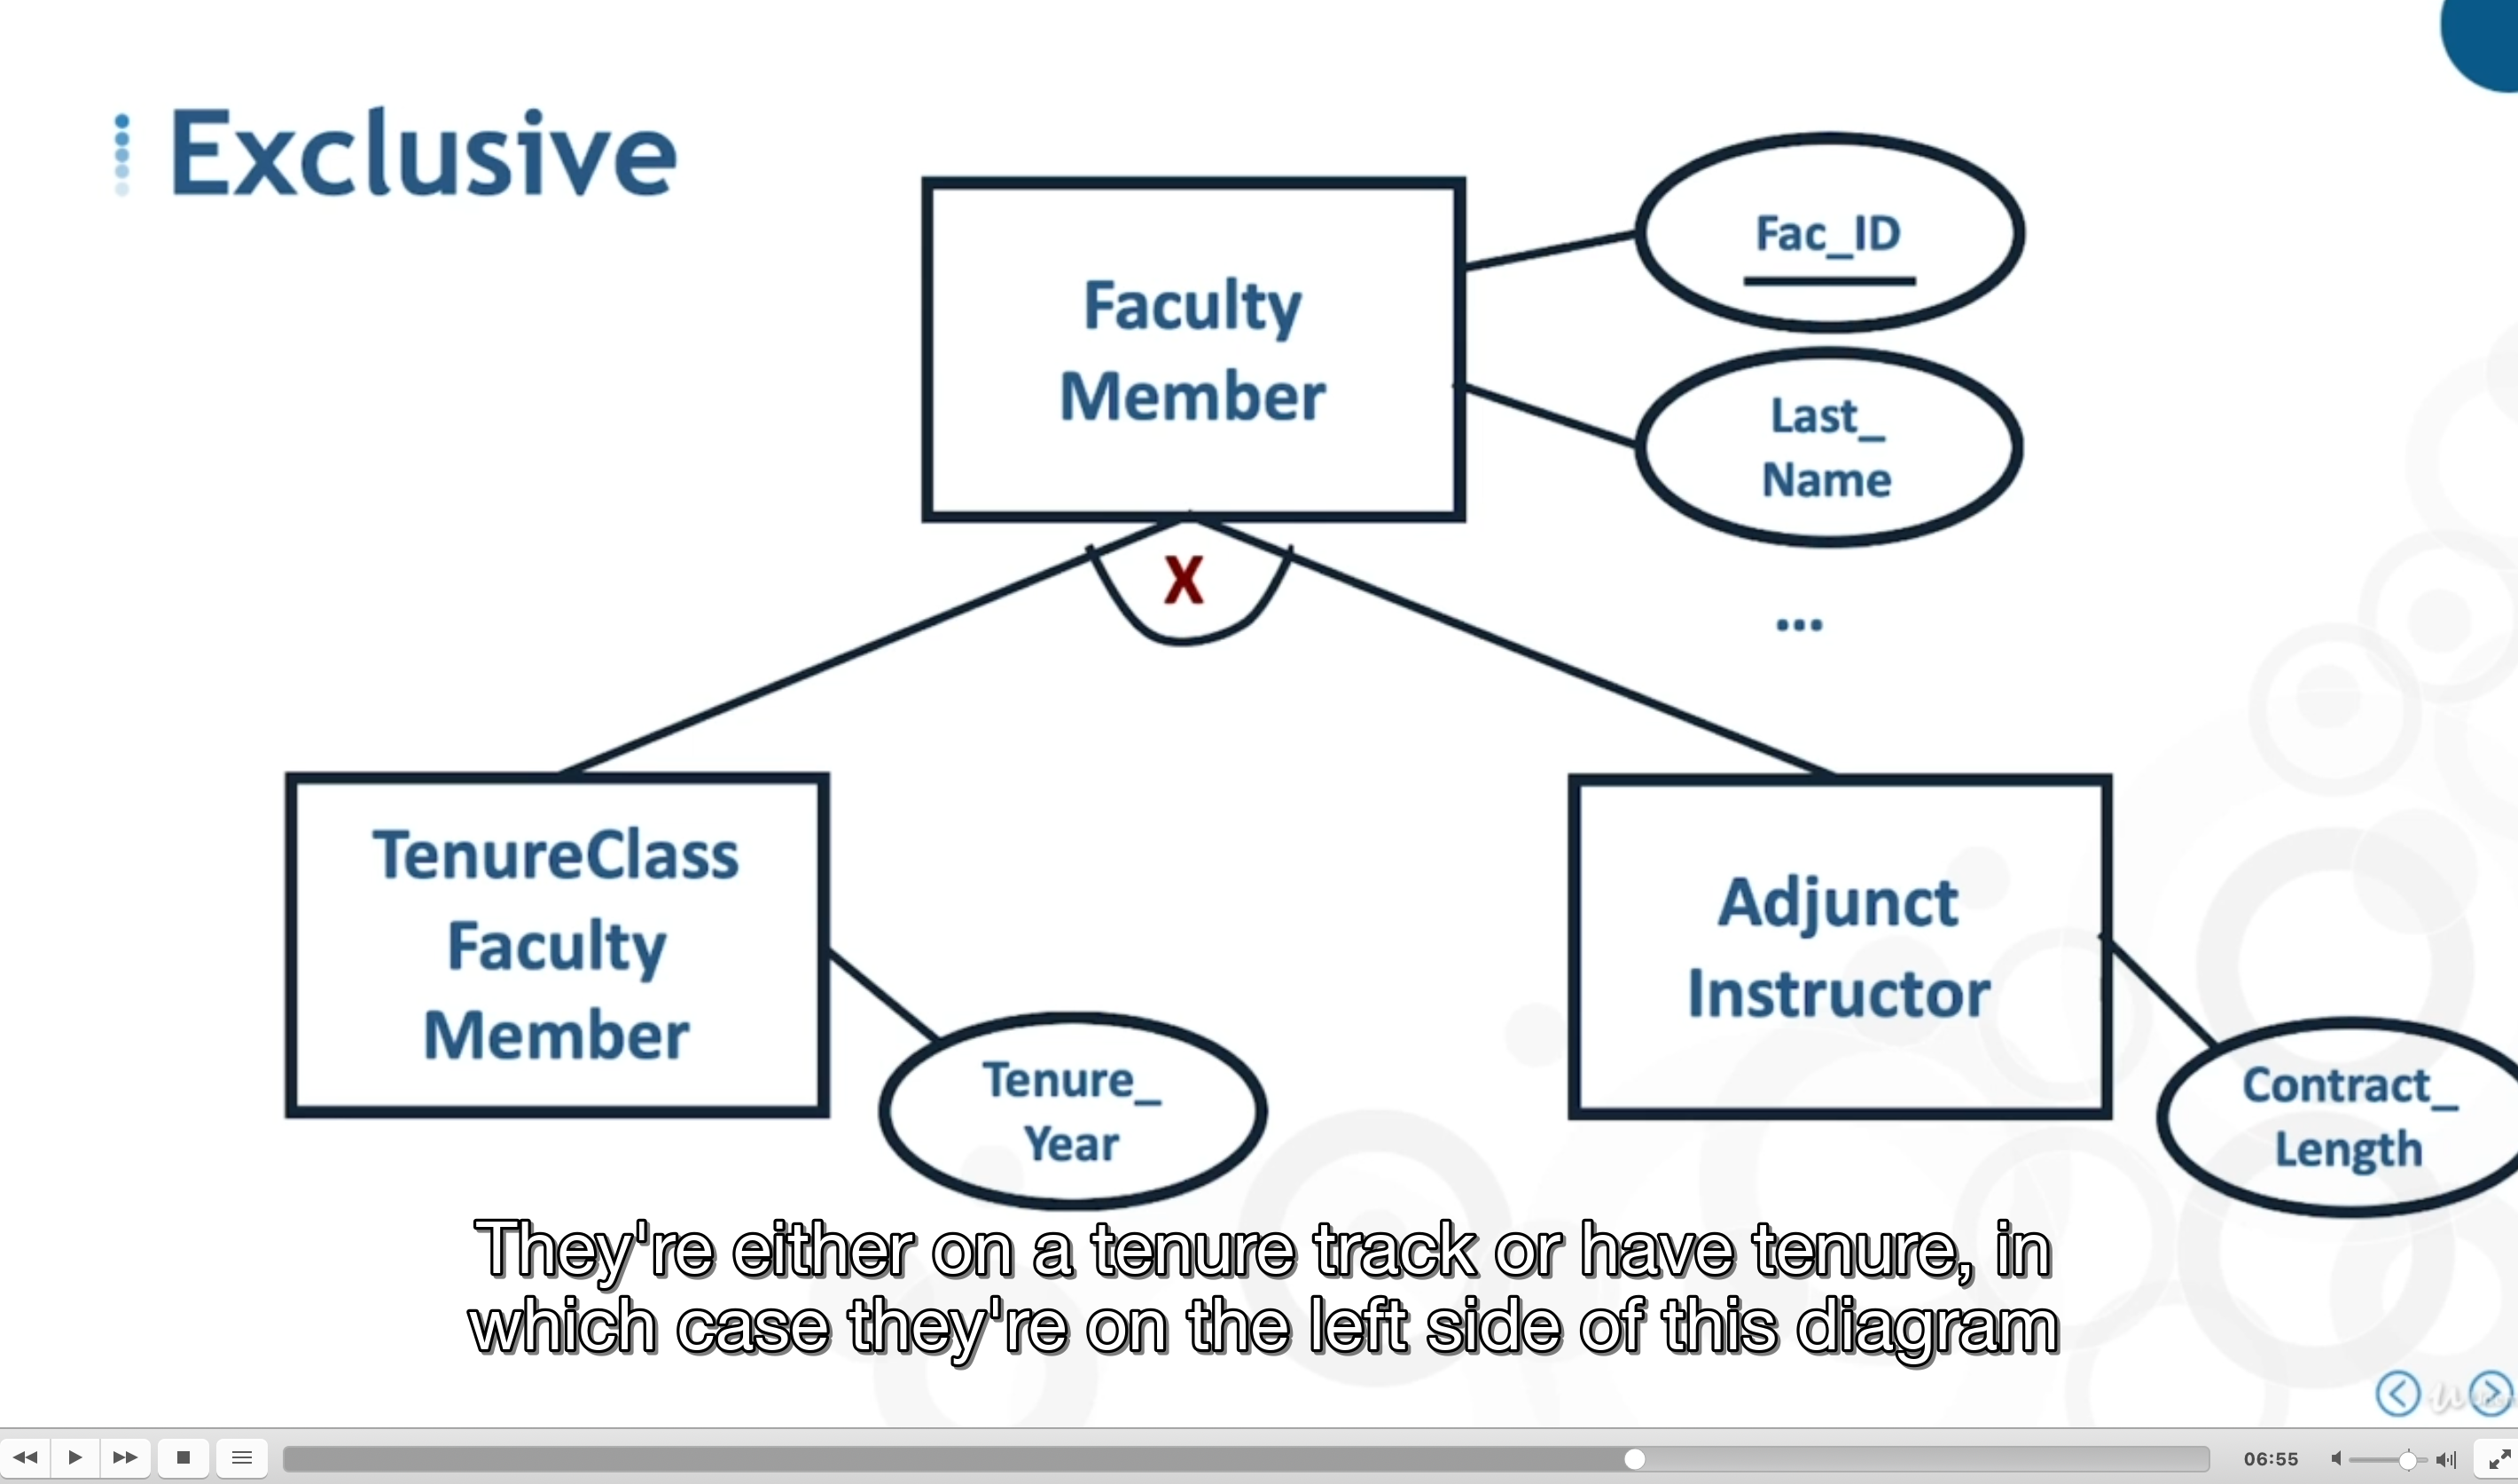 Exclusive
Faculty
Member
Fac_ID
Last_
Name
...
X
TenureClass
Faculty
Member
Tenure_
Year
Adjunct
Instructor
Contract_
Length
They're either on a tenure track or have tenure, in
which case they're on the left side of this diagram
06:55